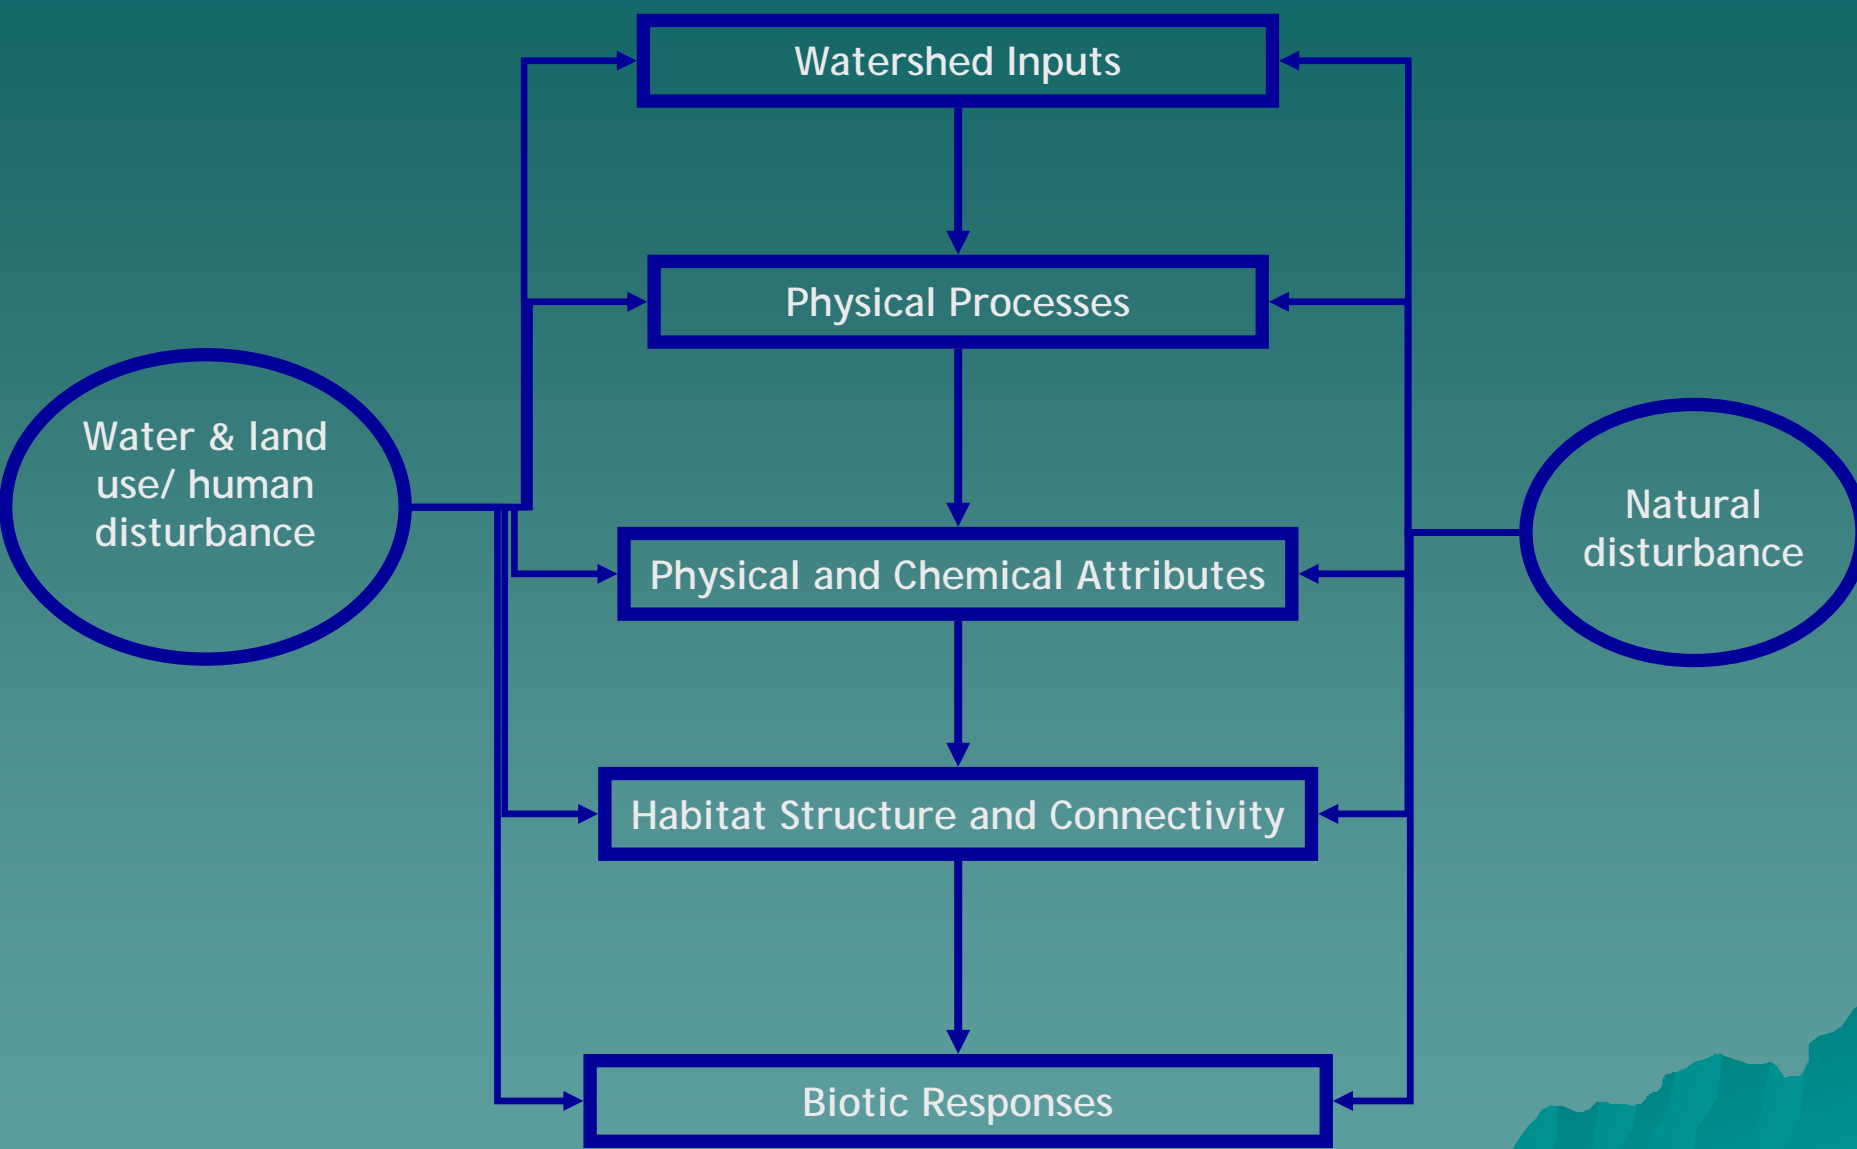 Watershed Inputs
Physical Processes
Water & land
use/ human
disturbance
Natural
disturbance
Physical and Chemical Attributes
Habitat Structure and Connectivity
Biotic Responses